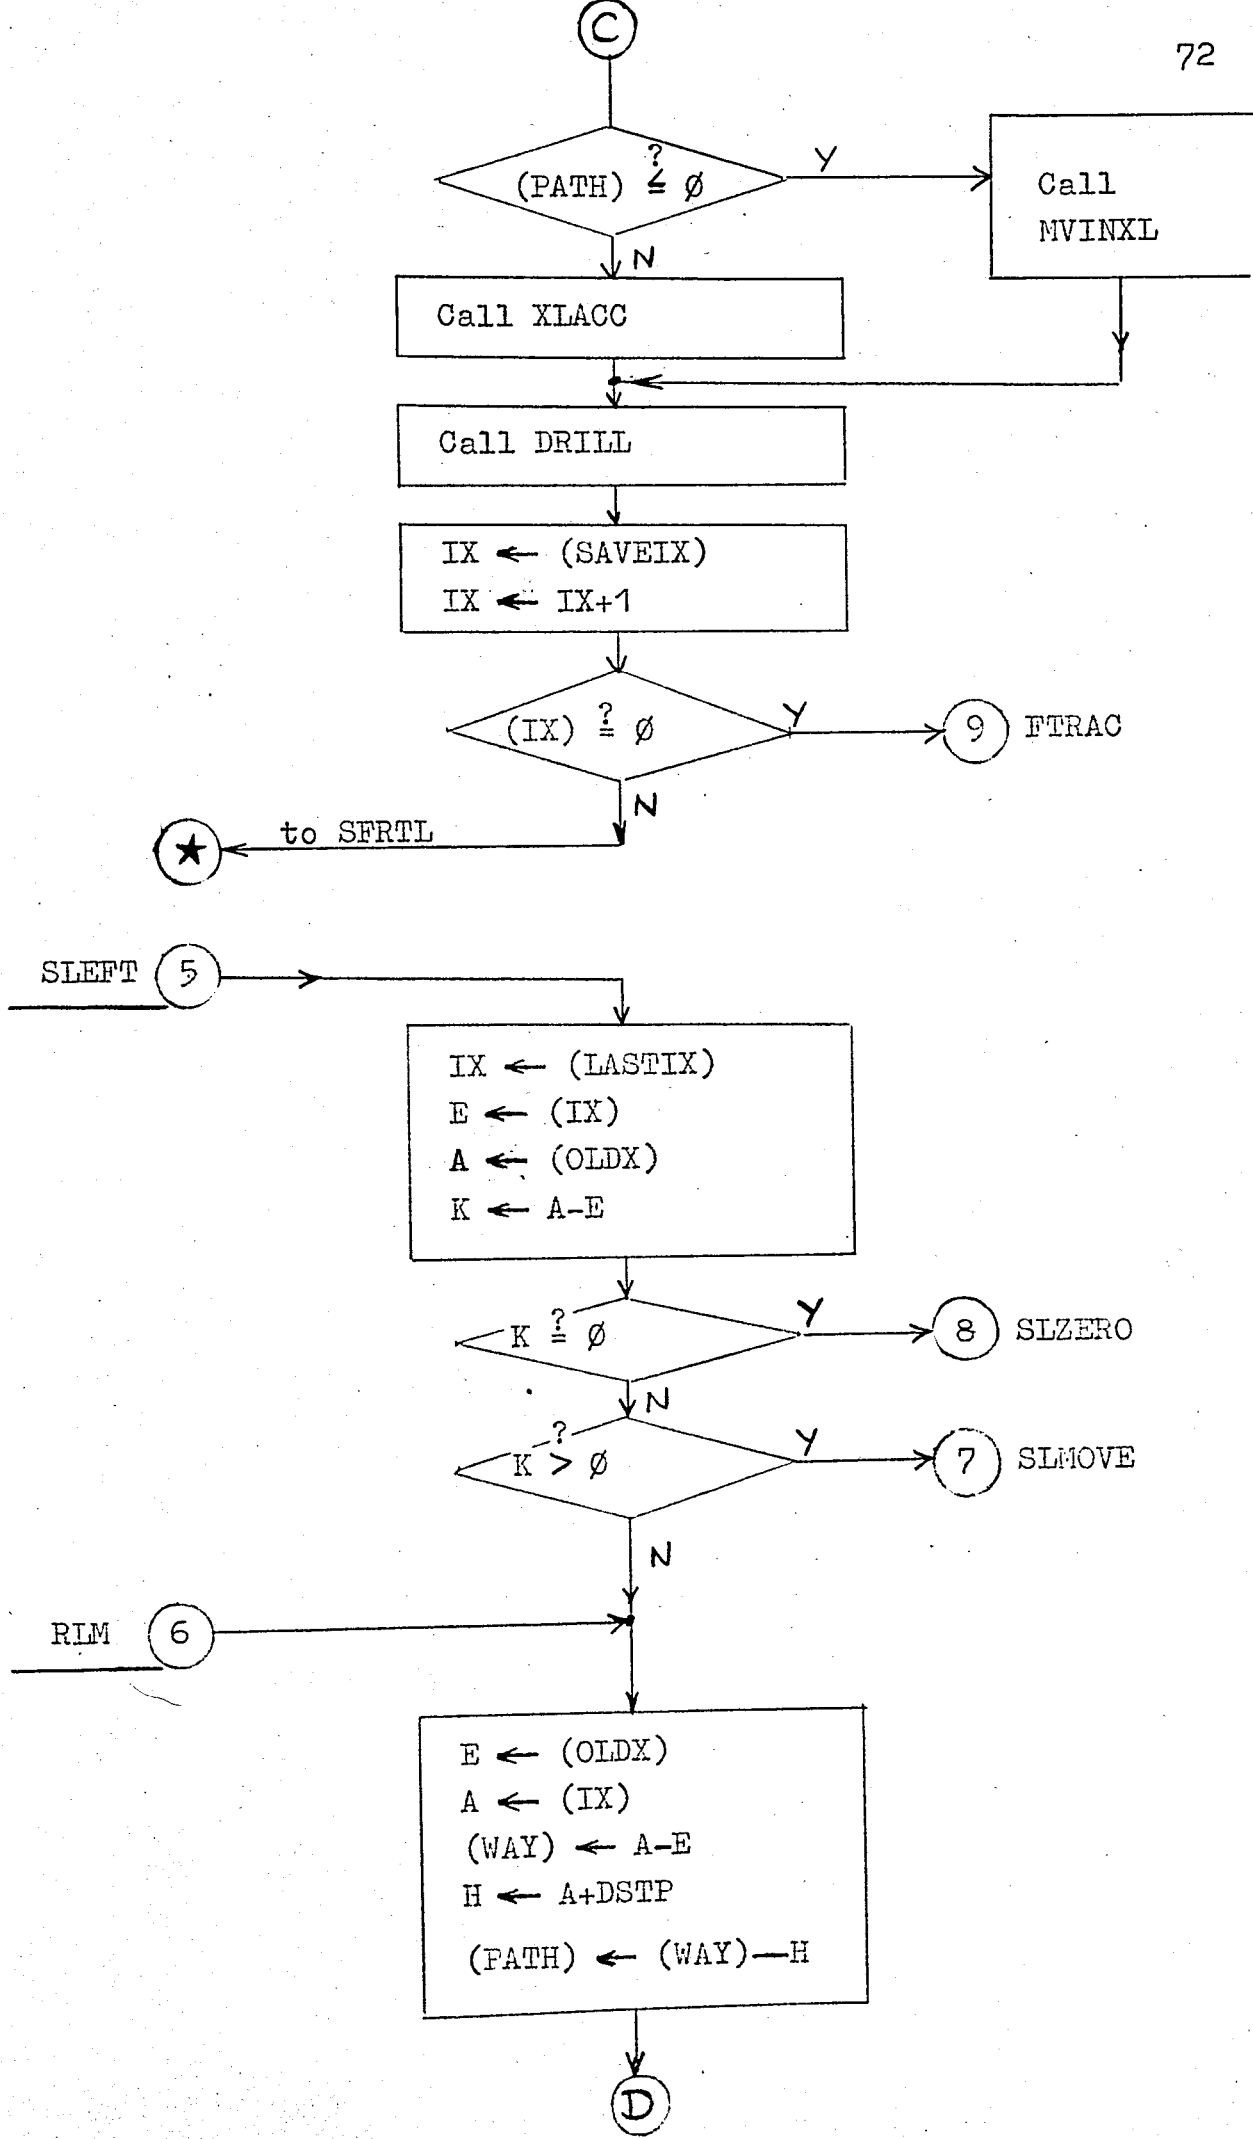 C
72
(PATH) ≤? ∅
Y
Call
MVINXL
N
Call XLACC
Call DRILL
IX ← (SAVEIX)
IX ← IX+1
(IX) =? ∅
Y
9 FTRAC
N
★ to SFRTL
SLEFT 5
IX ← (LASTIX)
E ← (IX)
A ← (OLDX)
K ← A-E
K =? ∅
Y
8 SLZERO
N
K >? ∅
Y
7 SLMOVE
N
RLM 6
E ← (OLDX)
A ← (IX)
(WAY) ← A-E
H ← A+DSTP
(PATH) ← (WAY)—H
D